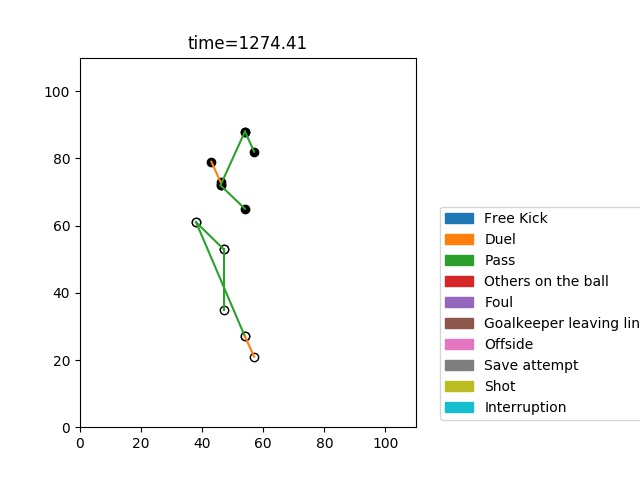 time=1274.41
100
80
60
40
20
0
0 20 40 60 80 100
Free Kick
Duel
Pass
Others on the ball
Foul
Goalkeeper leaving lin
Offside
Save attempt
Shot
Interruption